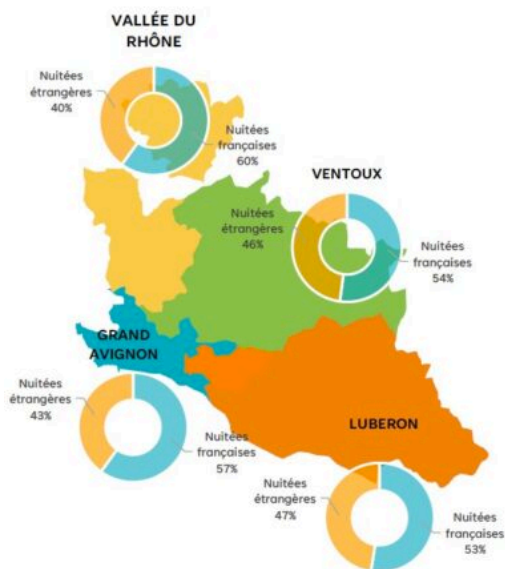 VALLÉE DU
RHÔNE
Nuitées
étrangères
40%
Nuitées
françaises
60%
VENTOUX
Nuitées
étrangères
46%
Nuitées
françaises
54%
GRAND
AVIGNON
Nuitées
étrangères
43%
Nuitées
françaises
57%
LUBERON
Nuitées
étrangères
47%
Nuitées
françaises
53%